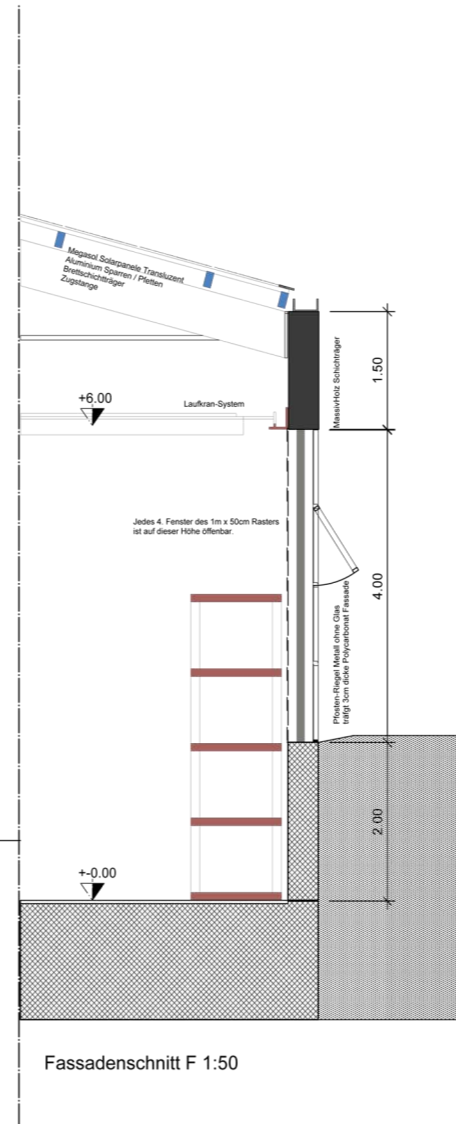 Megasol Solarpanele Transluzent
Aluminium Sparren / Pfetten
Brettschichtträger
Zugstange
MassivHolz Schichträger
1.50
+6.00
Laufkran-System
Jedes 4. Fenster des 1m x 50cm Rasters
ist auf dieser Höhe öffenbar.
4.00
Pfosten-Riegel Metall ohne Glas
träfgt 3cm dicke Polycarbonat Fassade
2.00
+-0.00
Fassadenschnitt F 1:50